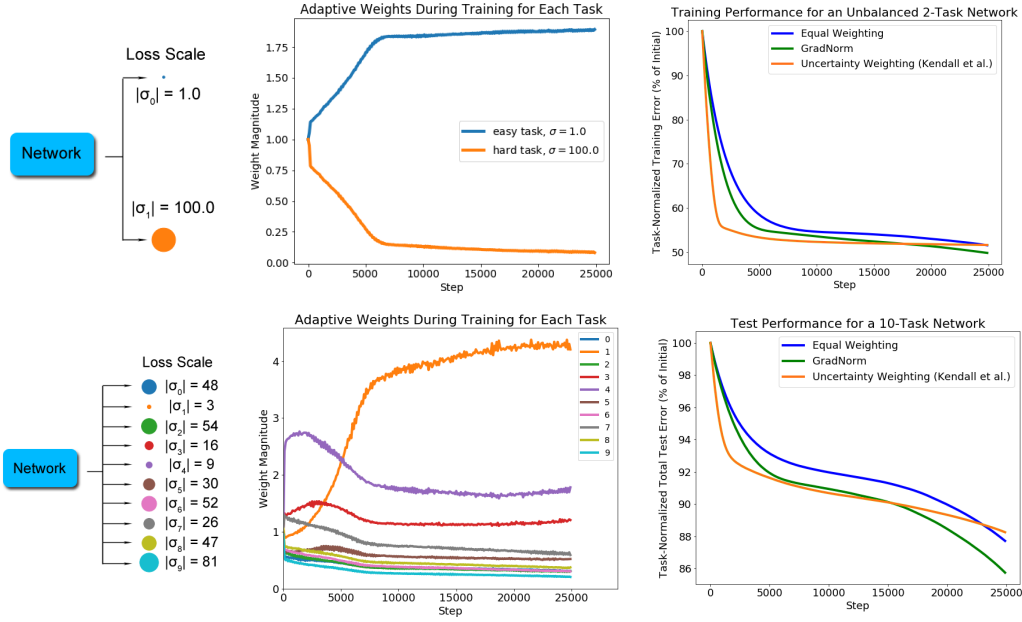 Loss Scale
|σ₀| = 1.0
Network
|σ₁| = 100.0
Adaptive Weights During Training for Each Task
Weight Magnitude
1.75
1.50
1.25
1.00
0.75
0.50
0.25
0.00
easy task, σ = 1.0
hard task, σ = 100.0
0 5000 10000 15000 20000 25000
Step
Training Performance for an Unbalanced 2-Task Network
Task-Normalized Training Error (% of Initial)
100
90
80
70
60
50
Equal Weighting
GradNorm
Uncertainty Weighting (Kendall et al.)
0 5000 10000 15000 20000 25000
Step
Loss Scale
|σ₀| = 48
|σ₁| = 3
|σ₂| = 54
|σ₃| = 16
|σ₄| = 9
|σ₅| = 30
|σ₆| = 52
|σ₇| = 26
|σ₈| = 47
|σ₉| = 81
Network
Adaptive Weights During Training for Each Task
Weight Magnitude
4
3
2
1
0
0
1
2
3
4
5
6
7
8
9
0 5000 10000 15000 20000 25000
Step
Test Performance for a 10-Task Network
Task-Normalized Total Test Error (% of Initial)
100
98
96
94
92
90
88
86
Equal Weighting
GradNorm
Uncertainty Weighting (Kendall et al.)
0 5000 10000 15000 20000 25000
Step